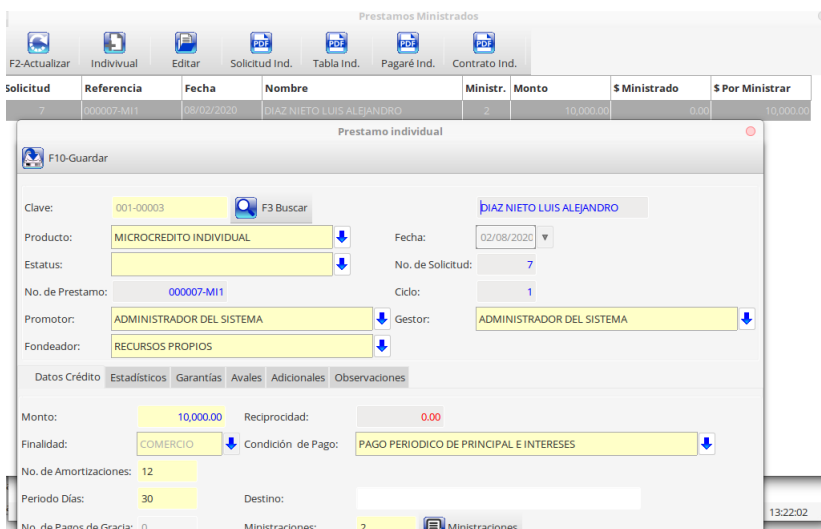 Prestamos Ministrados
F2-Actualizar Indivivual Editar Solicitud Ind. Tabla Ind. Pagaré Ind. Contrato Ind.
Solicitud Referencia Fecha Nombre Ministr. Monto $ Ministrado $ Por Ministrar
7 000007-MI1 08/02/2020 DIAZ NIETO LUIS ALEJANDRO 2 10,000.00 0.00 10,000.00
Prestamo individual
F10-Guardar
Clave: 001-00003 F3 Buscar DIAZ NIETO LUIS ALEJANDRO
Producto: MICROCREDITO INDIVIDUAL Fecha: 02/08/2020
Estatus: No. de Solicitud: 7
No. de Prestamo: 000007-MI1 Ciclo: 1
Promotor: ADMINISTRADOR DEL SISTEMA Gestor: ADMINISTRADOR DEL SISTEMA
Fondeador: RECURSOS PROPIOS
Datos Crédito Estadísticos Garantías Avales Adicionales Observaciones
Monto: 10,000.00 Reciprocidad: 0.00
Finalidad: COMERCIO Condición de Pago: PAGO PERIODICO DE PRINCIPAL E INTERESES
No. de Amortizaciones: 12
Periodo Días: 30 Destino:
13:22:02
No. de Pagos de Gracia: 0 Ministraciones: 2 Ministraciones